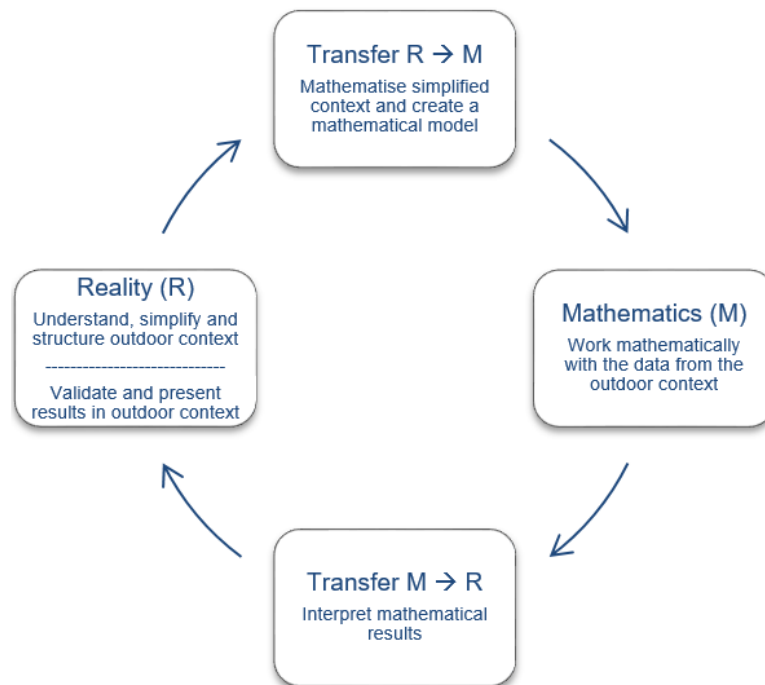 Transfer R → M
Mathematise simplified
context and create a
mathematical model
Reality (R)
Understand, simplify and
structure outdoor context
-----------------------------
Validate and present
results in outdoor context
Mathematics (M)
Work mathematically
with the data from the
outdoor context
Transfer M → R
Interpret mathematical
results